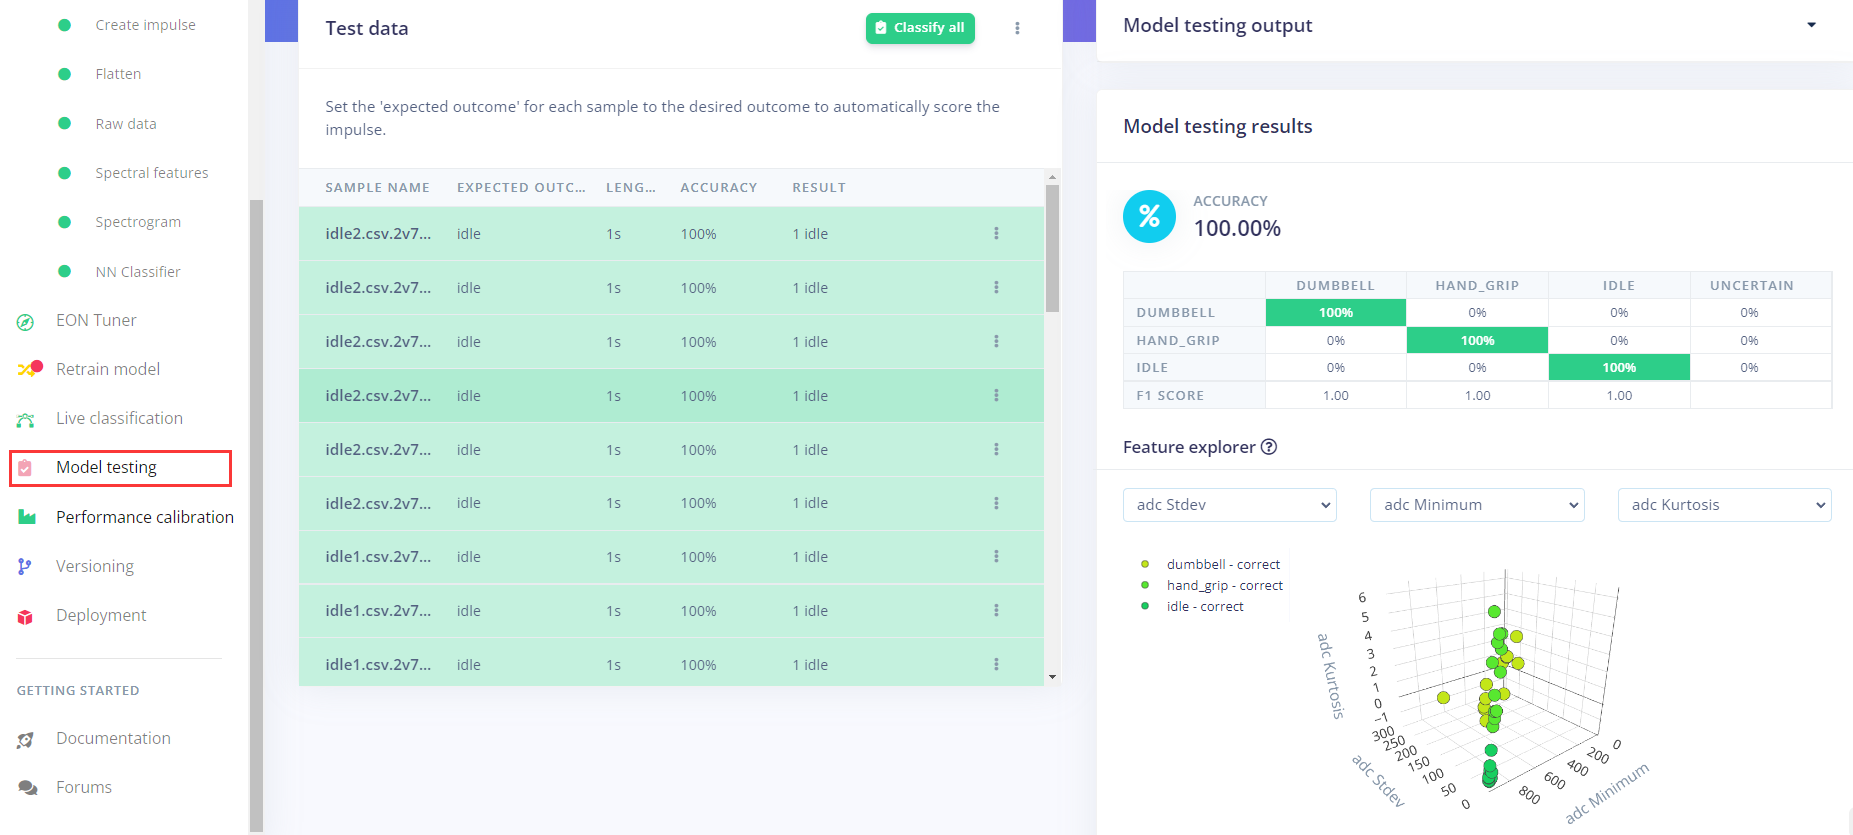 Create impulse
Flatten
Raw data
Spectral features
Spectrogram
NN Classifier
EON Tuner
Retrain model
Live classification
Model testing
Performance calibration
Versioning
Deployment
GETTING STARTED
Documentation
Forums
Test data
Classify all
Set the 'expected outcome' for each sample to the desired outcome to automatically score the
impulse.
SAMPLE NAME EXPECTED OUTC... LENG... ACCURACY RESULT
idle2.csv.2v7... idle 1s 100% 1 idle
idle2.csv.2v7... idle 1s 100% 1 idle
idle2.csv.2v7... idle 1s 100% 1 idle
idle2.csv.2v7... idle 1s 100% 1 idle
idle2.csv.2v7... idle 1s 100% 1 idle
idle2.csv.2v7... idle 1s 100% 1 idle
idle1.csv.2v7... idle 1s 100% 1 idle
idle1.csv.2v7... idle 1s 100% 1 idle
idle1.csv.2v7... idle 1s 100% 1 idle
Model testing output
Model testing results
%
ACCURACY
100.00%
DUMBBELL HAND_GRIP IDLE UNCERTAIN
DUMBBELL 100% 0% 0% 0%
HAND_GRIP 0% 100% 0% 0%
IDLE 0% 0% 100% 0%
F1 SCORE 1.00 1.00 1.00
Feature explorer ?
adc Stdev adc Minimum adc Kurtosis
dumbbell - correct
hand_grip - correct
idle - correct
6
5
4
3
2
1
0
−1
adc Kurtosis
300
250
200
150
100
50
0
adc Stdev
0
200
400
600
800
adc Minimum